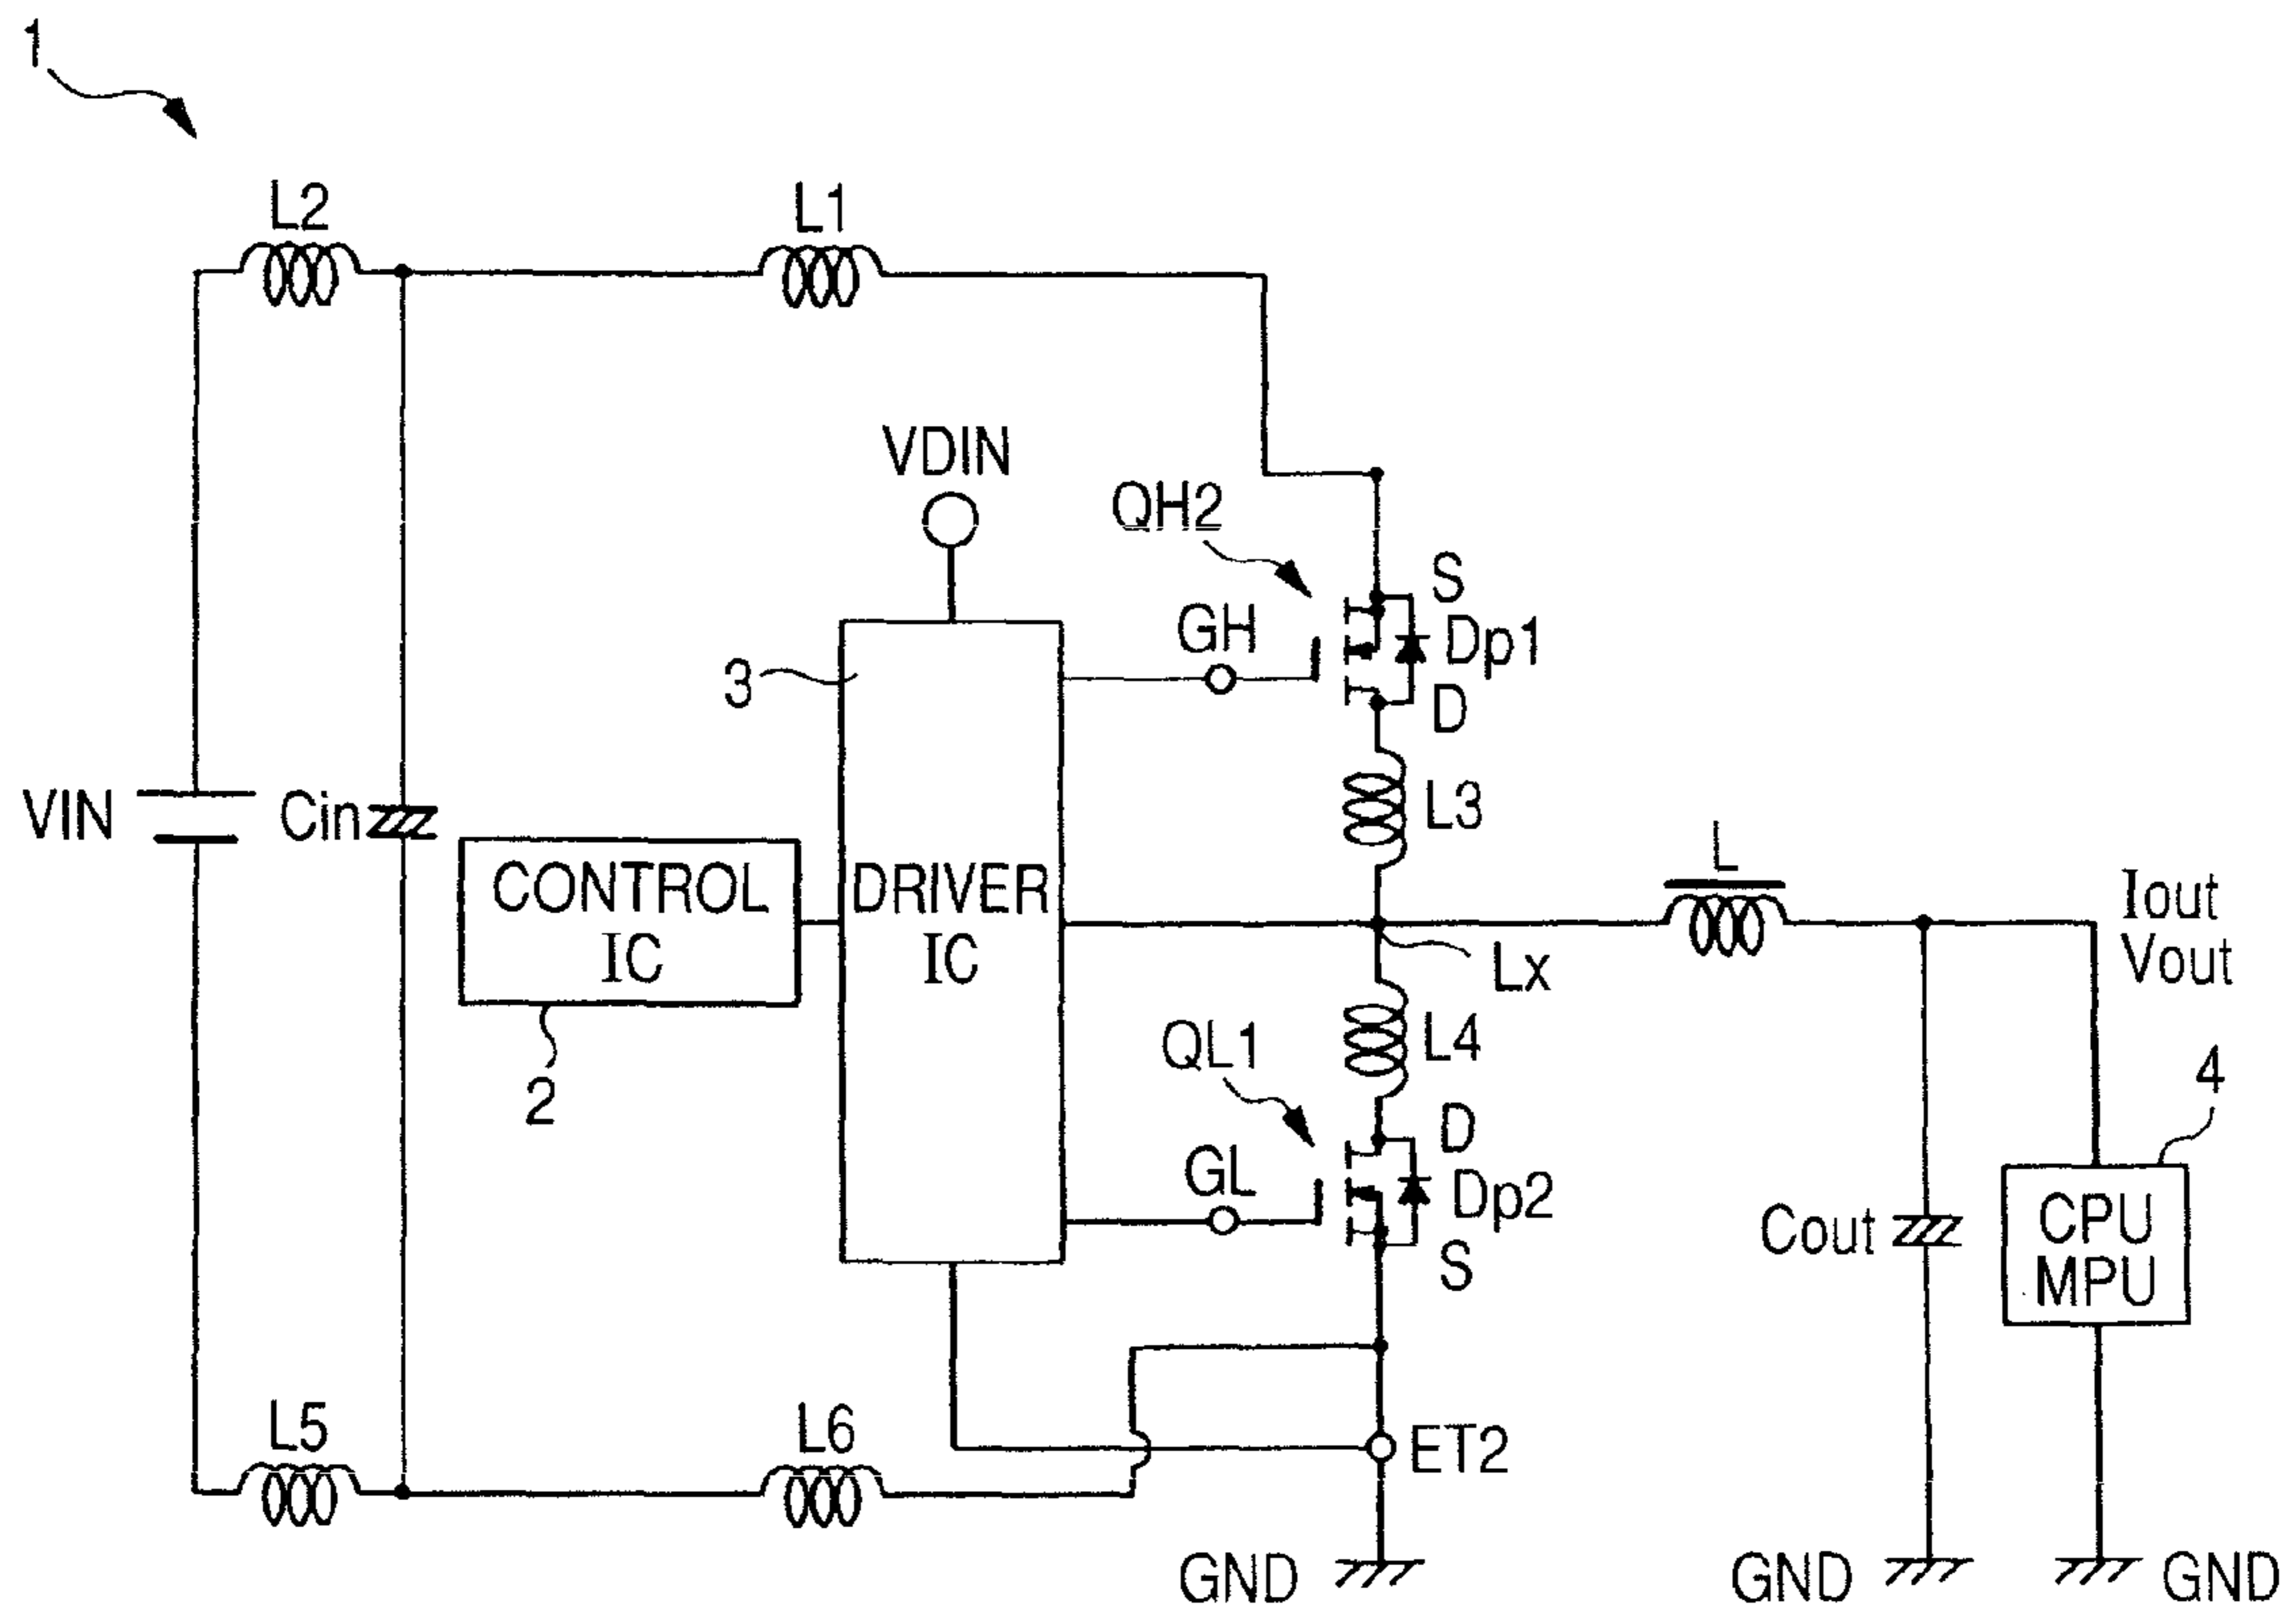 1
L2
L1
VDIN
QH2
S
GH
Dp1
3
D
VIN
Cin
L3
CONTROL
IC
DRIVER
IC
L
Iout
Vout
Lx
2
QL1
L4
4
D
GL
Dp2
S
Cout
CPU
MPU
L5
L6
ET2
GND
GND
GND